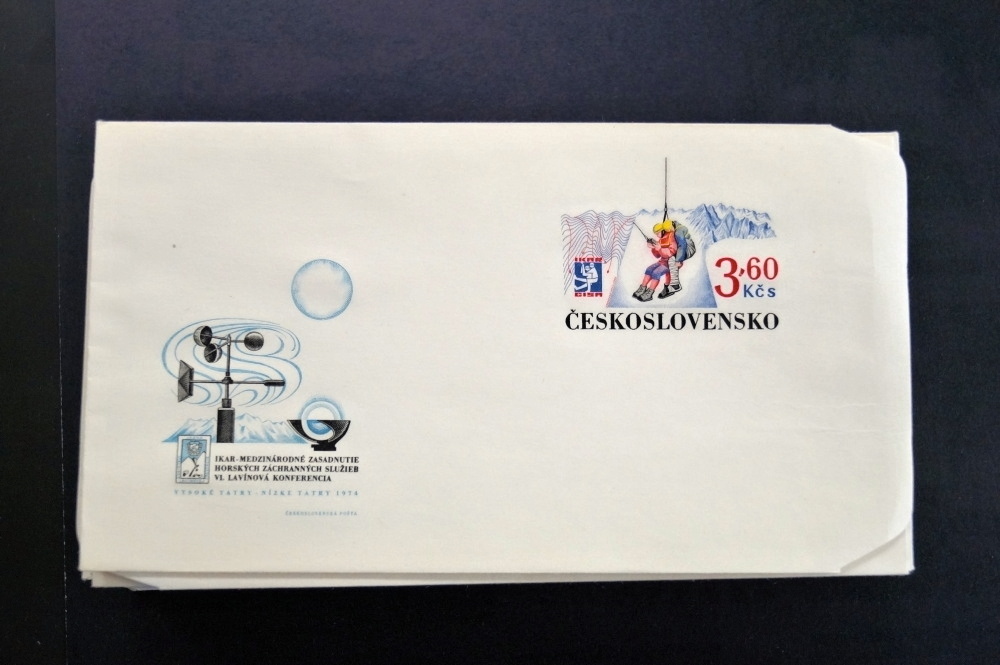 IKAR
CISA
3,60
Kčs
ČESKOSLOVENSKO
IKAR-MEDZINÁRODNÉ ZASADNUTIE
HORSKÝCH ZÁCHRANNÝCH SLUŽIEB
VI. LAVÍNOVÁ KONFERENCIA
VYSOKÉ TATRY - NÍZKE TATRY 1974
ČESKOSLOVENSKÁ POŠTA